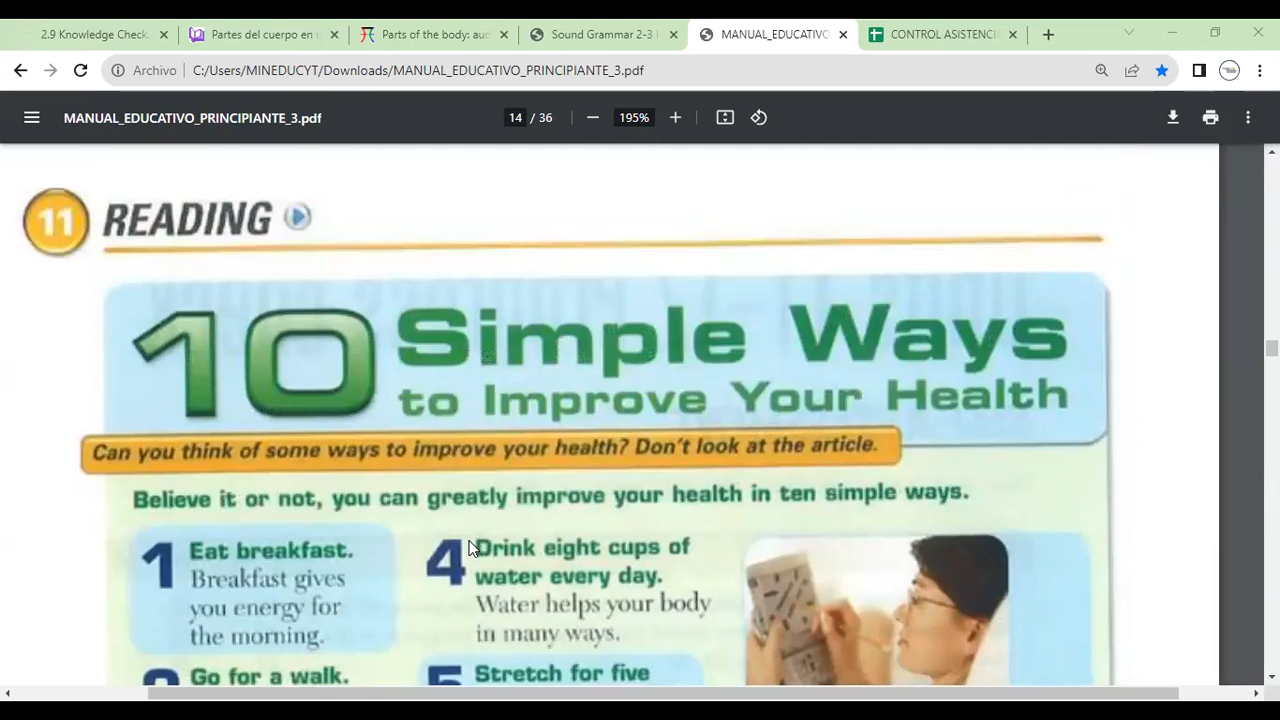 2.9 Knowledge Check.
Partes del cuerpo en i
Parts of the body: au
Sound Grammar 2-3
MANUAL_EDUCATIVO
CONTROL ASISTENCI
Archivo
C:/Users/MINEDUCYT/Downloads/MANUAL_EDUCATIVO_PRINCIPIANTE_3.pdf
MANUAL_EDUCATIVO_PRINCIPIANTE_3.pdf
14 / 36
195%
11 READING
10 Simple Ways
to Improve Your Health
Can you think of some ways to improve your health? Don't look at the article.
Believe it or not, you can greatly improve your health in ten simple ways.
1 Eat breakfast.
Breakfast gives
you energy for
the morning.
Go for a walk.
4 Drink eight cups of
water every day.
Water helps your body
in many ways.
5 Stretch for five